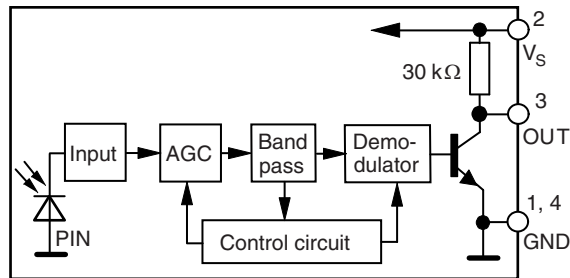 2
V_S
30 kΩ
3
OUT
Input
AGC
Band
pass
Demo-
dulator
1, 4
GND
PIN
Control circuit